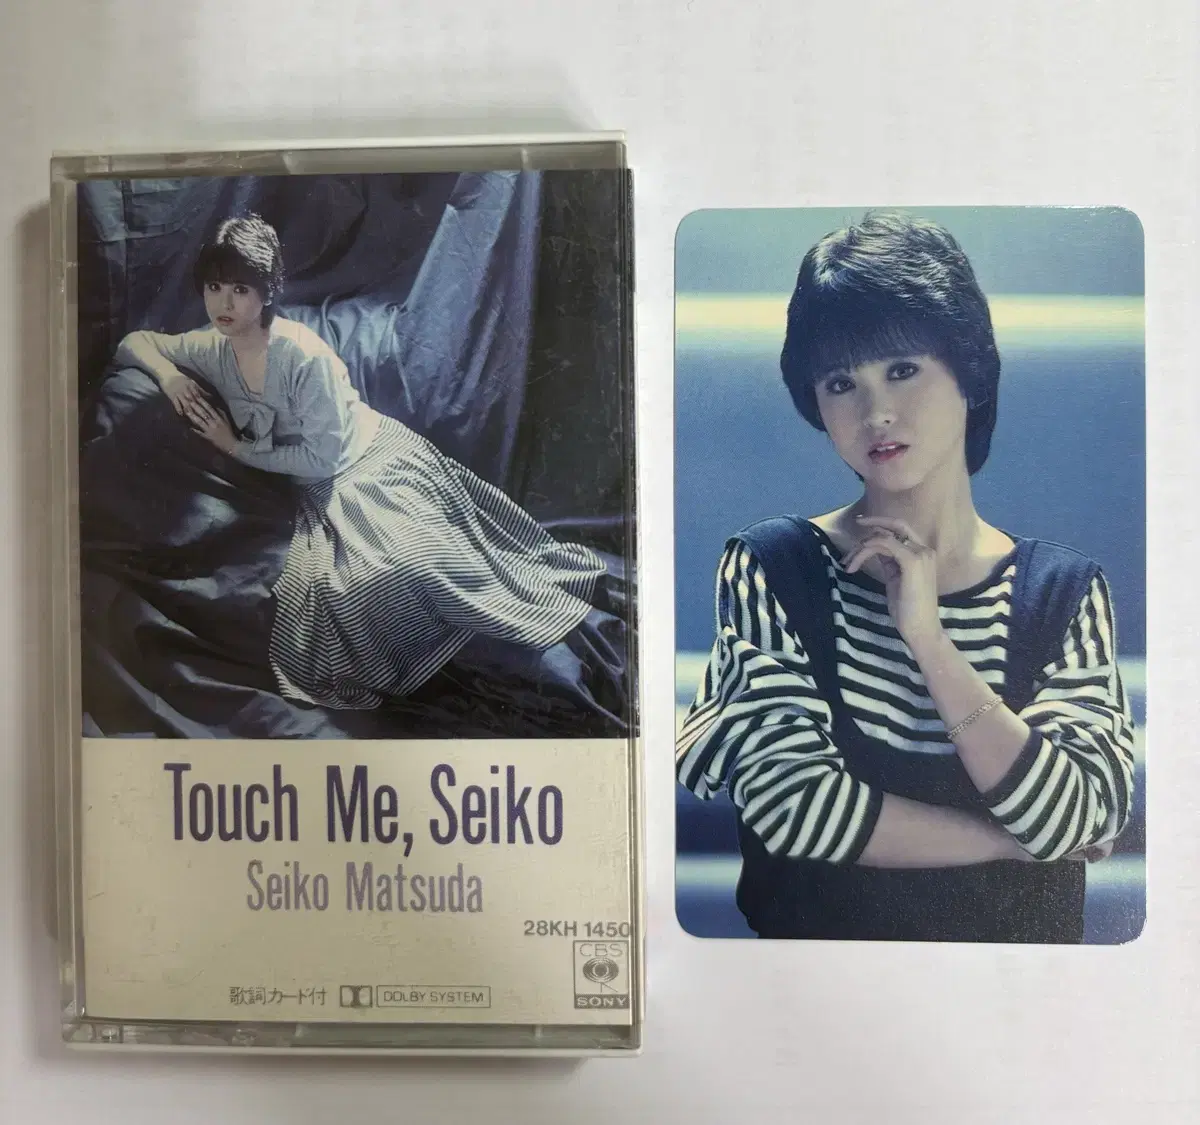 Touch Me, Seiko
Seiko Matsuda
28KH 1450
CBS
SONY
歌詞カード付
DOLBY SYSTEM